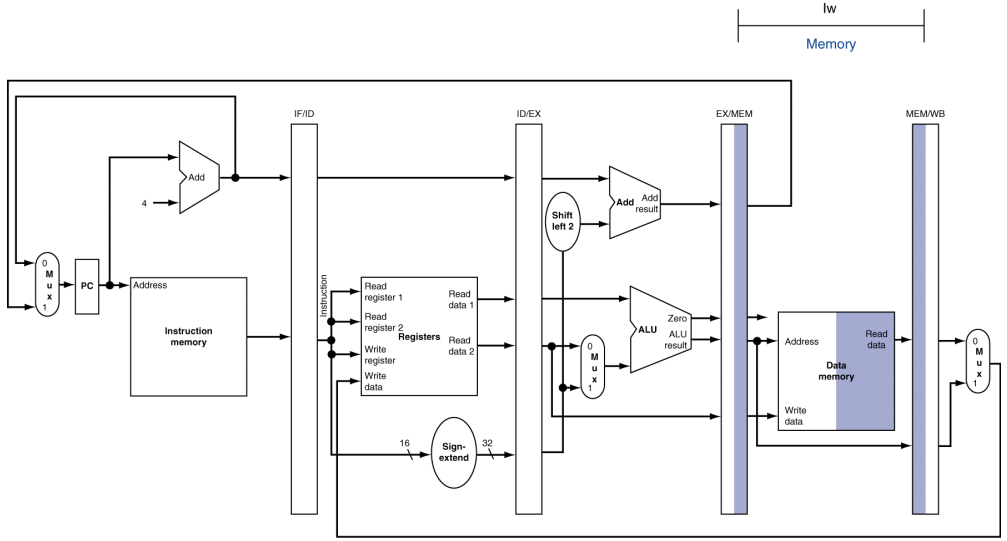 lw
Memory
IF/ID
ID/EX
EX/MEM
MEM/WB
Add
4
Shift
left 2
Add
Add
result
0
M
u
x
1
PC
Address
Instruction
memory
Instruction
Read
register 1
Read
register 2
Write
register
Write
data
Registers
Read
data 1
Read
data 2
16
Sign-
extend
32
0
M
u
x
1
ALU
Zero
ALU
result
Address
Write
data
Data
memory
Read
data
0
M
u
x
1